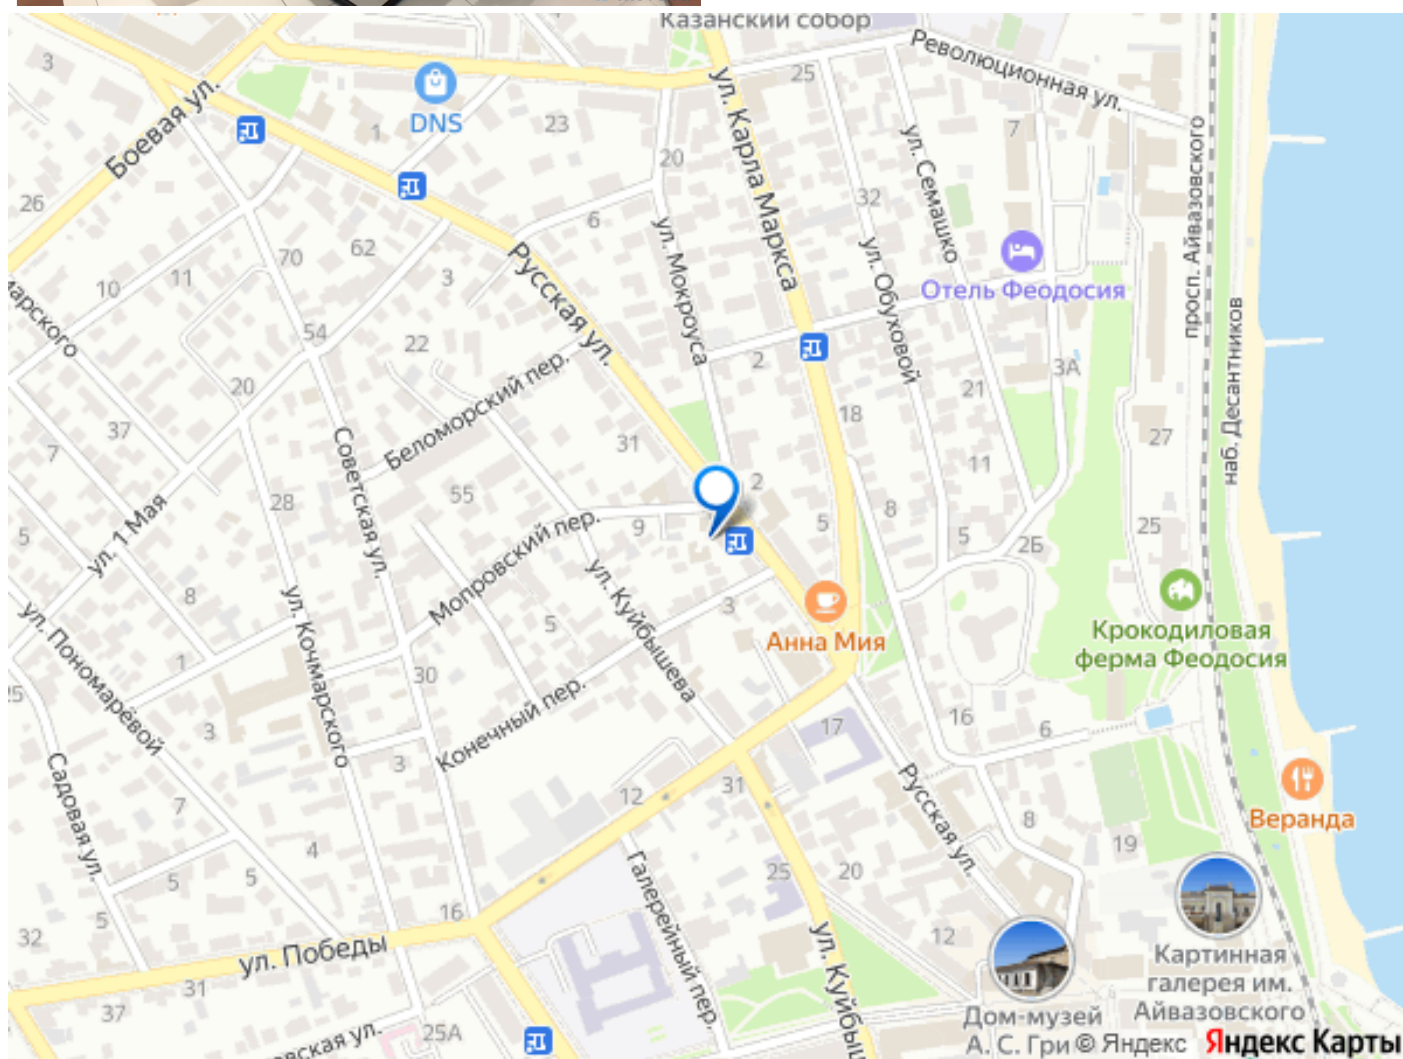 Казанский собор
Революционная ул.
25
3
DNS
Боевая ул.
1
23
7
ул. Карла Маркса
ул. Семашко
просп. Айвазовского
20
26
6
32
ул. Мокроуса
ул. Обуховой
62
70
Русская ул.
3
11
10
Отель Феодосия
наб. Десантников
54
22
2
3А
Беломорский пер.
20
21
18
37
7
31
27
Советская ул.
11
28
55
2
ул. 1 Мая
9
8
5
5
2Б
25
5
Мопровский пер.
ул. Куйбышева
8
3
Анна Мия
Крокодиловая
ферма Феодосия
ул. Пономарёвой
ул. Кочмарского
5
1
30
25
Конечный пер.
16
6
17
3
3
Садовая ул.
31
12
Русская ул.
7
8
Веранда
19
4
5
5
5
Галерейный пер.
25
20
16
32
12
ул. Победы
31
37
25А
Картинная
галерея им.
Айвазовского
Дом-музей
А. С. Гри
© Яндекс
Яндекс Карты